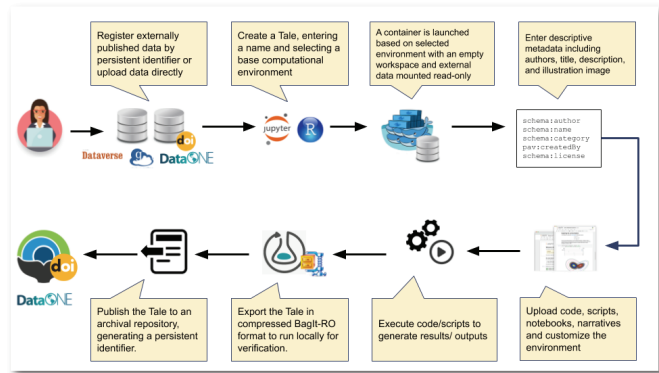 Register externally
published data by
persistent identifier or
upload data directly
Create a Tale, entering
a name and selecting a
base computational
environment
A container is launched
based on selected
environment with an empty
workspace and external
data mounted read-only
Enter descriptive
metadata including
authors, title, description,
and illustration image
Dataverse
doi
DataONE
jupyter
R
schema:author
schema:name
schema:category
pav:createdBy
schema:license
doi
DataONE
Publish the Tale to an
archival repository,
generating a persistent
identifier.
Export the Tale in
compressed BagIt-RO
format to run locally for
verification.
Execute code/scripts to
generate results/ outputs
Upload code, scripts,
notebooks, narratives
and customize the
environment